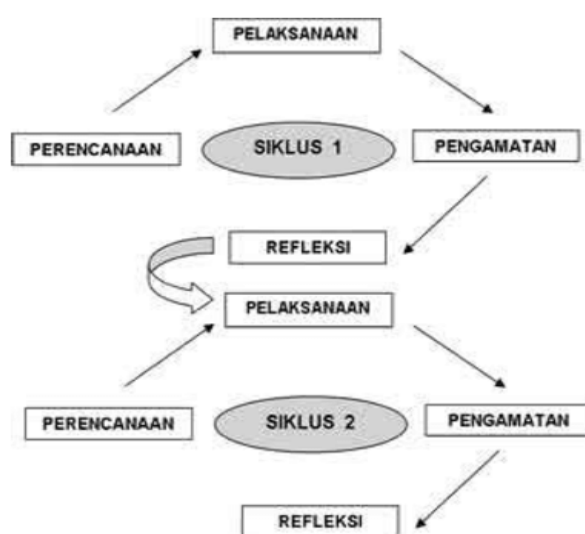 PELAKSANAAN
PERENCANAAN
SIKLUS 1
PENGAMATAN
REFLEKSI
PELAKSANAAN
PERENCANAAN
SIKLUS 2
PENGAMATAN
REFLEKSI